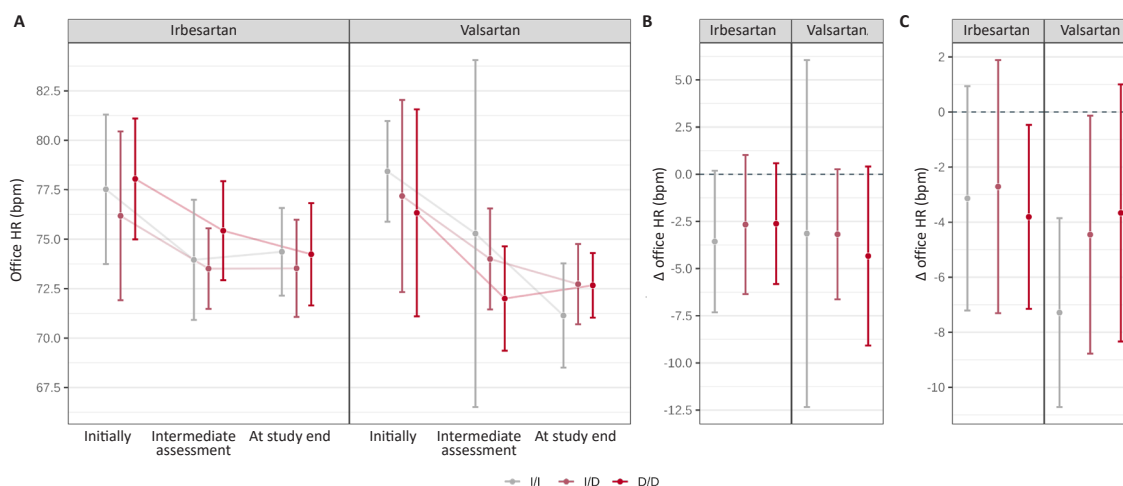 A
B
C
Irbesartan
Valsartan
Irbesartan
Valsartan.
Irbesartan
Valsartan
Office HR (bpm)
82.5
80.0
77.5
75.0
72.5
70.0
67.5
Initially
Intermediate
assessment
At study end
Initially
Intermediate
assessment
At study end
Δ office HR (bpm)
5.0
2.5
0.0
-2.5
-5.0
-7.5
-10.0
-12.5
Δ office HR (bpm)
2
0
-2
-4
-6
-8
-10
I/I
I/D
D/D